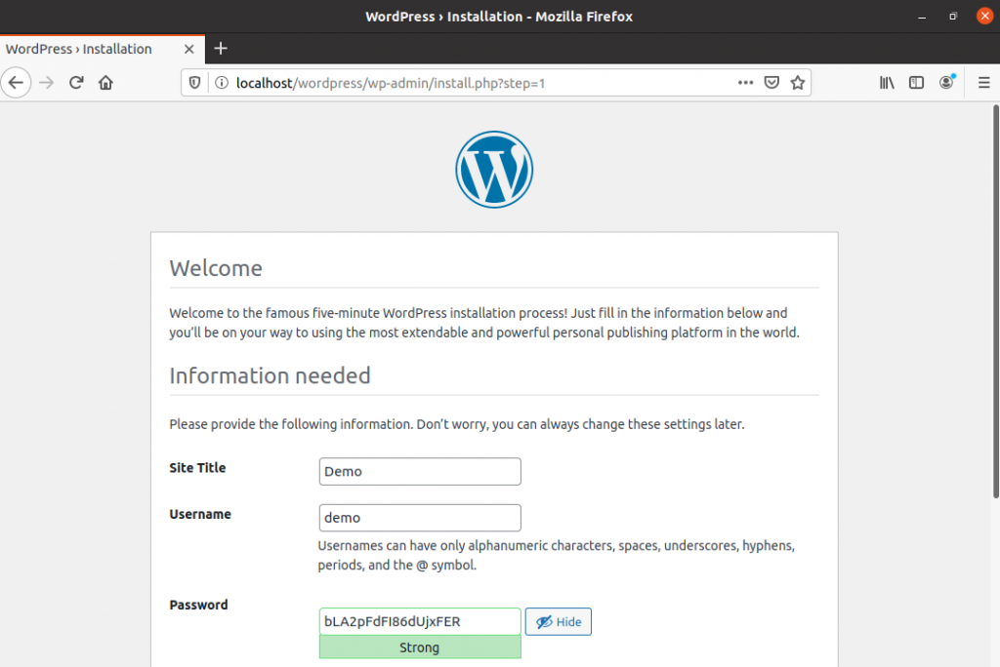 WordPress › Installation - Mozilla Firefox
WordPress › Installation
localhost/wordpress/wp-admin/install.php?step=1
W
Welcome
Welcome to the famous five-minute WordPress installation process! Just fill in the information below and
you’ll be on your way to using the most extendable and powerful personal publishing platform in the world.
Information needed
Please provide the following information. Don’t worry, you can always change these settings later.
Site Title
Demo
Username
demo
Usernames can have only alphanumeric characters, spaces, underscores, hyphens,
periods, and the @ symbol.
Password
bLA2pFdFI86dUjxFER
Hide
Strong